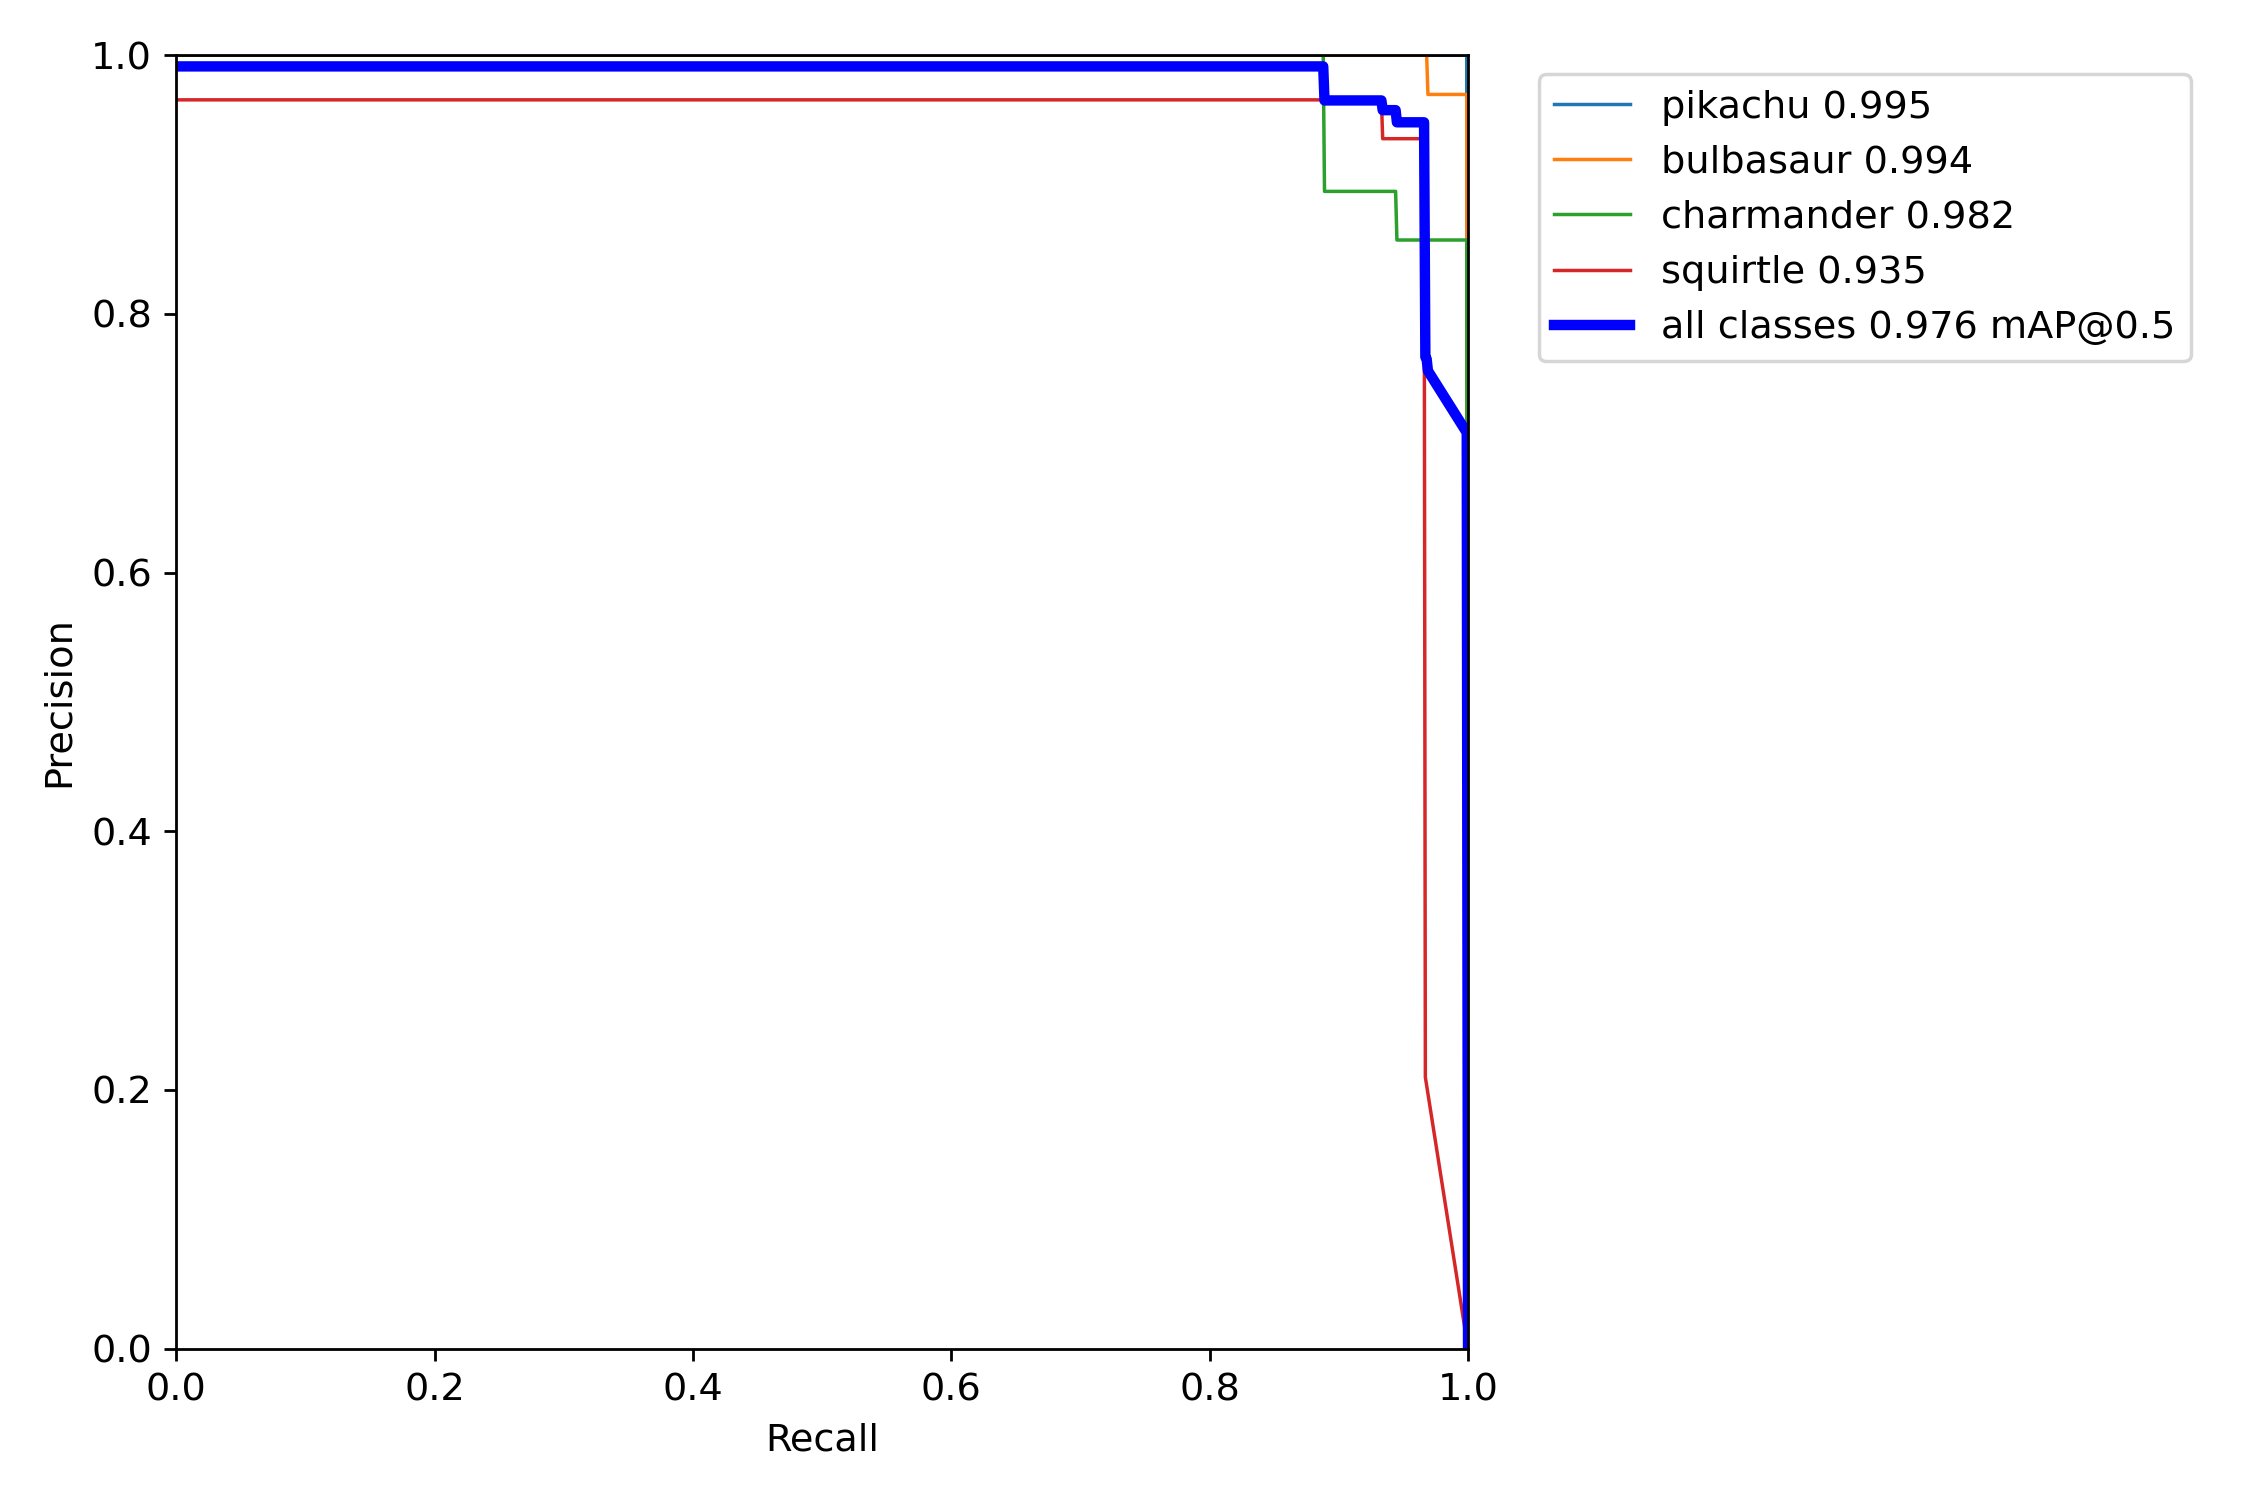 1.0
0.8
0.6
0.4
0.2
0.0
Precision
0.0 0.2 0.4 0.6 0.8 1.0
Recall
pikachu 0.995
bulbasaur 0.994
charmander 0.982
squirtle 0.935
all classes 0.976 mAP@0.5